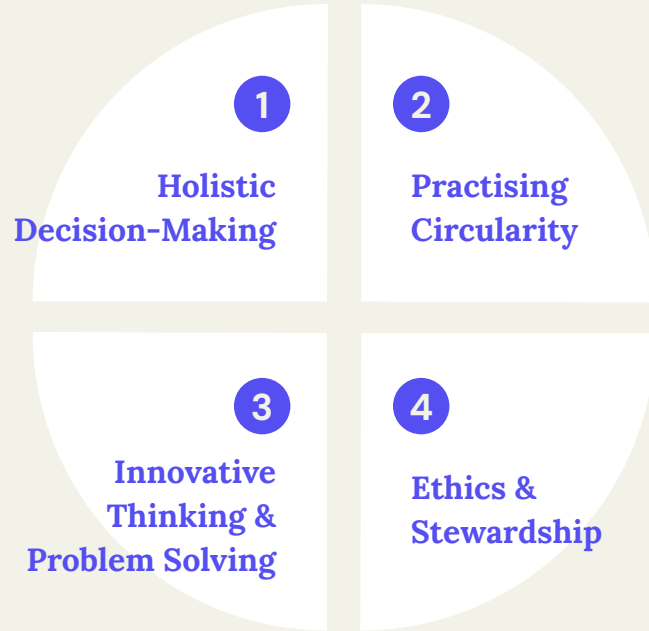 1
Holistic
Decision-Making
2
Practising
Circularity
3
Innovative
Thinking &
Problem Solving
4
Ethics &
Stewardship